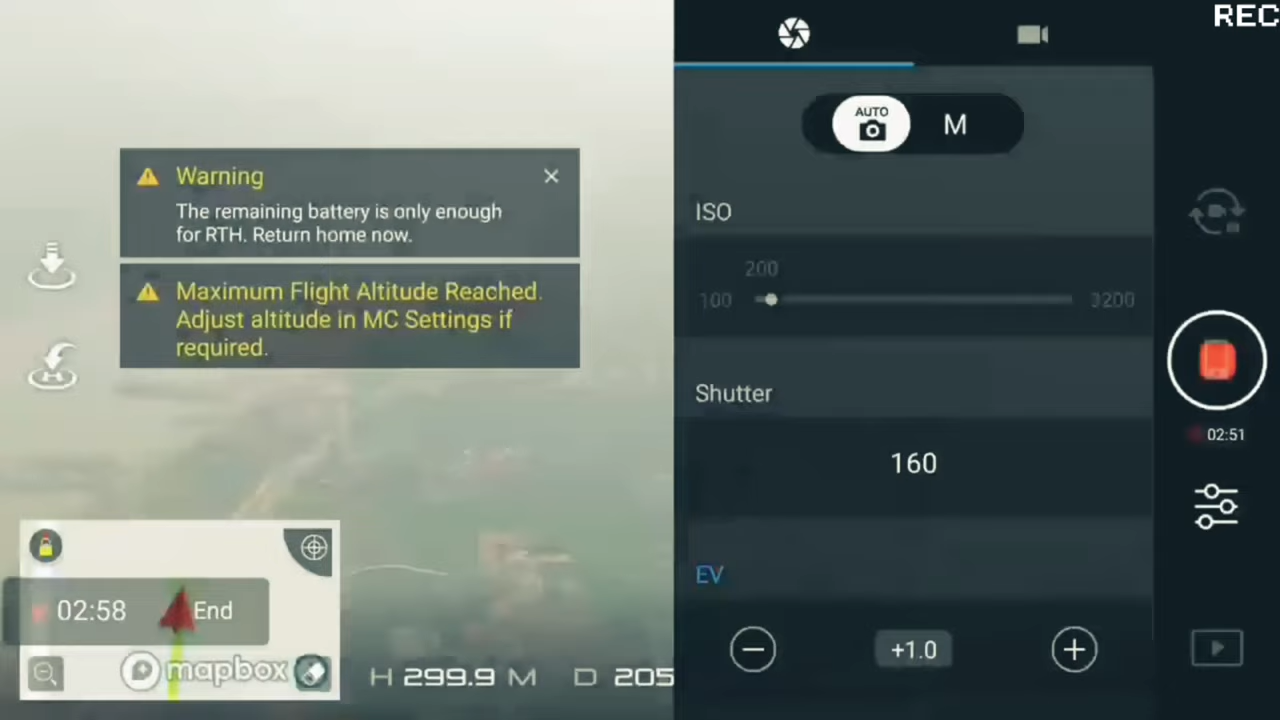 REC
AUTO
M
Warning
The remaining battery is only enough
for RTH. Return home now.
Maximum Flight Altitude Reached.
Adjust altitude in MC Settings if
required.
ISO
200
100
3200
Shutter
160
02:51
EV
+1.0
02:58
End
mapbox
H 299.9 M
D 205